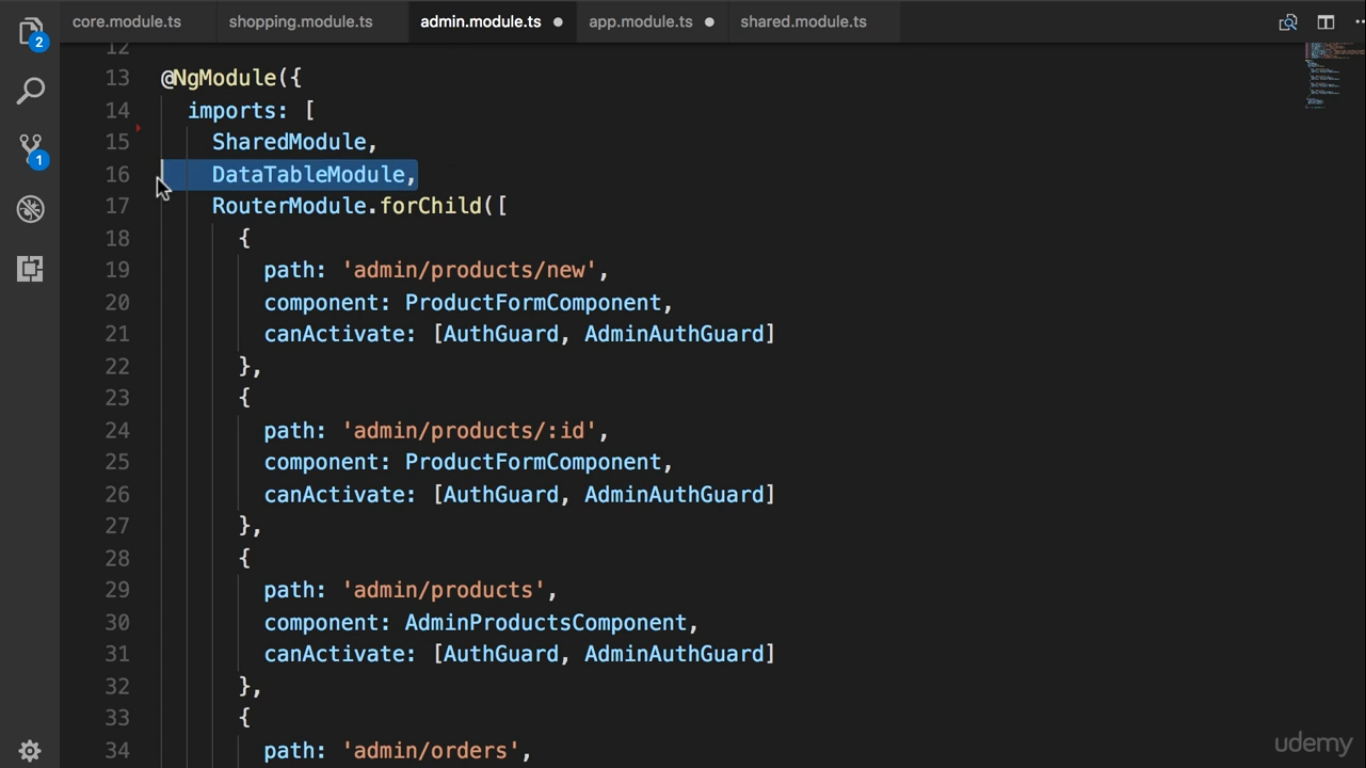 core.module.ts shopping.module.ts admin.module.ts app.module.ts shared.module.ts
2
1
12
13 @NgModule({
14 imports: [
15 SharedModule,
16 DataTableModule,
17 RouterModule.forChild([
18 {
19 path: 'admin/products/new',
20 component: ProductFormComponent,
21 canActivate: [AuthGuard, AdminAuthGuard]
22 },
23 {
24 path: 'admin/products/:id',
25 component: ProductFormComponent,
26 canActivate: [AuthGuard, AdminAuthGuard]
27 },
28 {
29 path: 'admin/products',
30 component: AdminProductsComponent,
31 canActivate: [AuthGuard, AdminAuthGuard]
32 },
33 {
34 path: 'admin/orders',
udemy